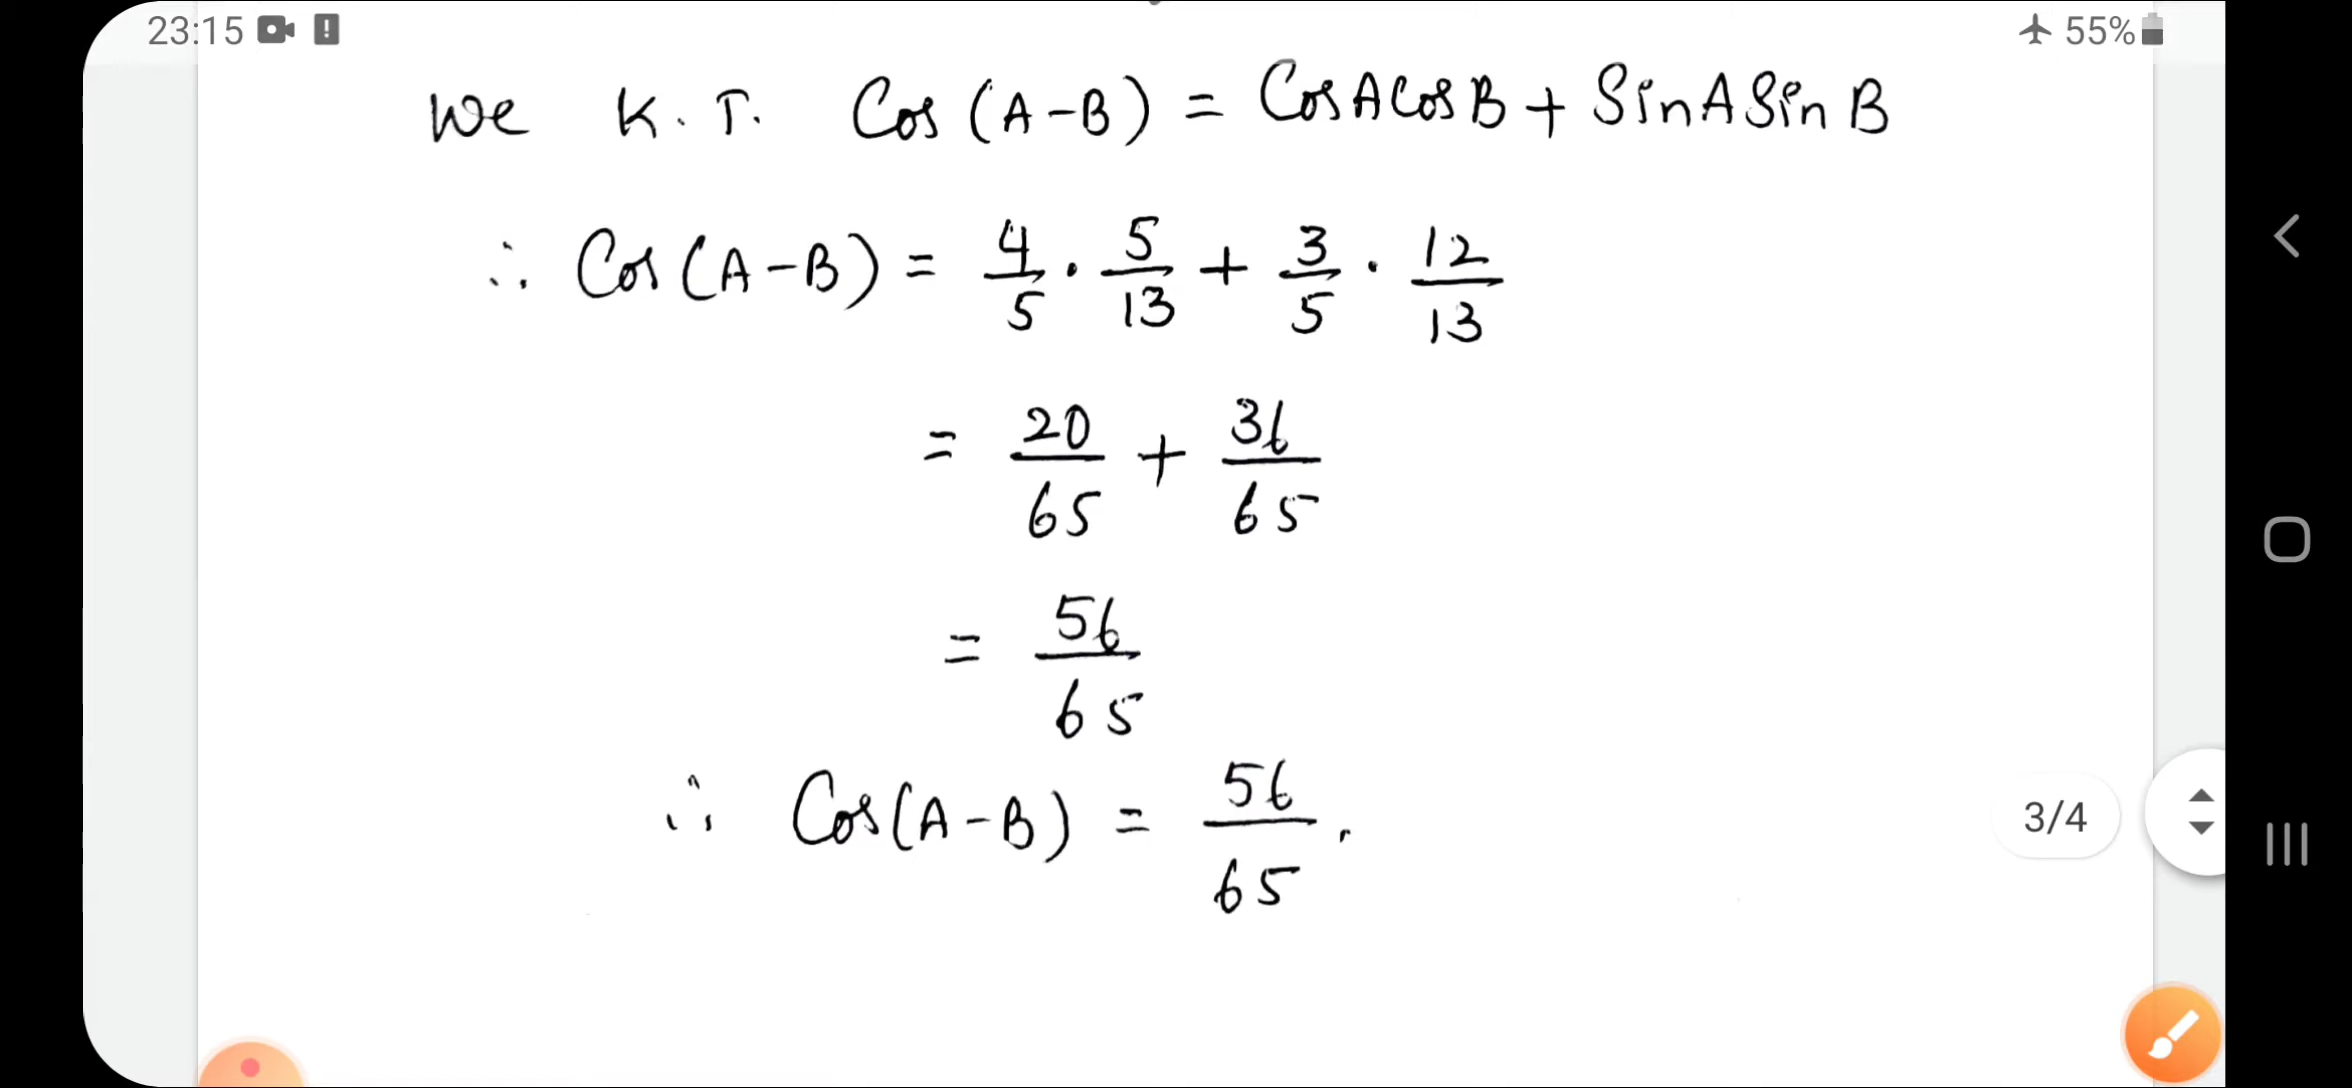 23:15 55%
We K.T. Cos (A-B) = CosACosB + SinASinB
∴ Cos(A-B) = 4/5 · 5/13 + 3/5 · 12/13
= 20/65 + 36/65
= 56/65
∴ Cos(A-B) = 56/65.
3/4